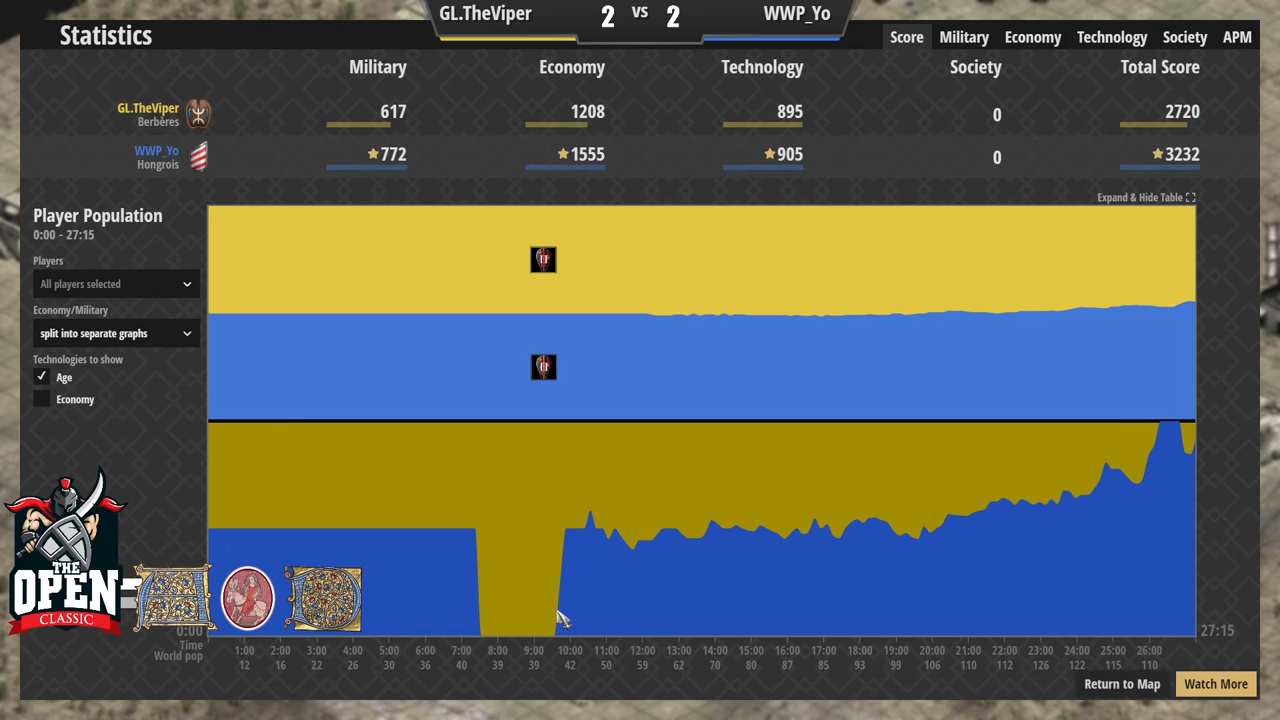 GL.TheViper 2 VS 2 WWP_Yo
Statistics
Score Military Economy Technology Society APM
Military Economy Technology Society Total Score
GL.TheViper
Berbères
617 1208 895 0 2720
WWP_Yo
Hongrois
772 1555 905 0 3232
Expand & Hide Table
Player Population
0:00 - 27:15
Players
All players selected
Economy/Military
split into separate graphs
Technologies to show
Age
Economy
II
II
THE
OPEN
CLASSIC
0:00 27:15
Time 1:00 2:00 3:00 4:00 5:00 6:00 7:00 8:00 9:00 10:00 11:00 12:00 13:00 14:00 15:00 16:00 17:00 18:00 19:00 20:00 21:00 22:00 23:00 24:00 25:00 26:00
World pop 12 16 22 26 30 36 40 39 39 42 50 59 62 70 80 87 85 93 99 106 110 112 126 122 115 110
Return to Map Watch More